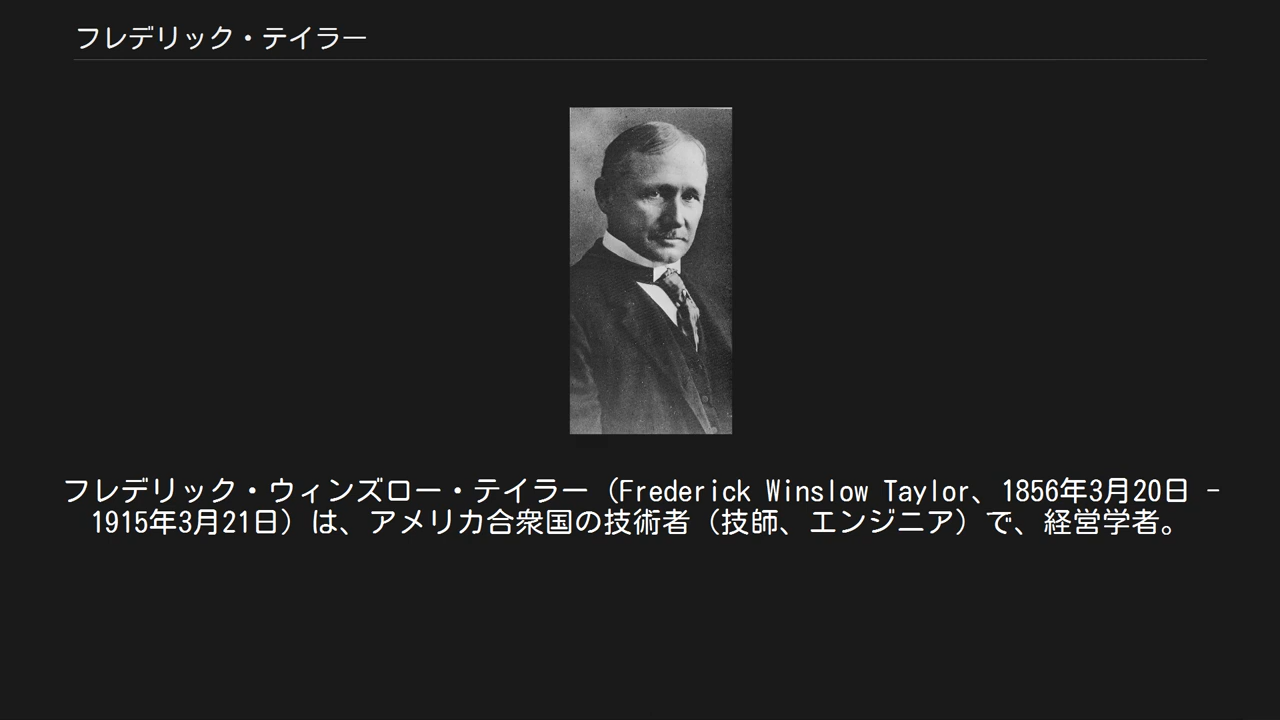 フレデリック・テイラー
フレデリック・ウィンズロー・テイラー（Frederick Winslow Taylor、1856年3月20日 -
1915年3月21日）は、アメリカ合衆国の技術者（技師、エンジニア）で、経営学者。